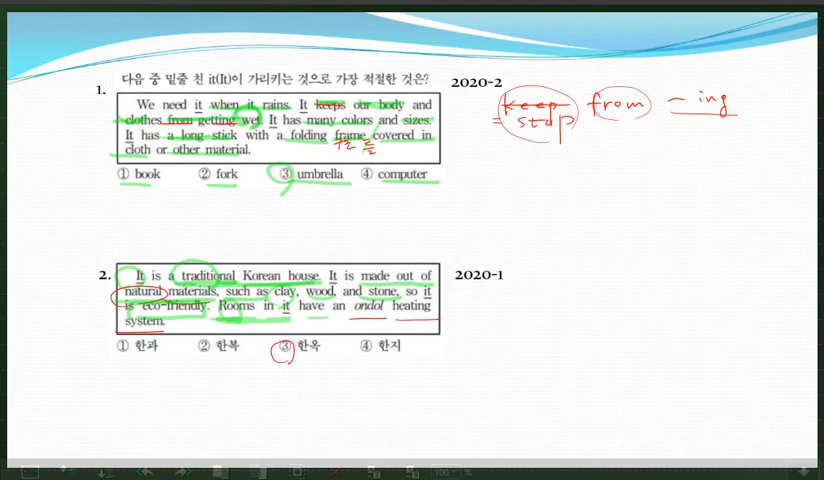 다음 중 밑줄 친 it(It)이 가리키는 것으로 가장 적절한 것은?
1.
2020-2
We need it when it rains. It keeps our body and
clothes from getting wet. It has many colors and sizes.
It has a long stick with a folding frame covered in
cloth or other material.
① book ② fork ③ umbrella ④ computer
keep from ~ing
= stop
2.
2020-1
It is a traditional Korean house. It is made out of
natural materials, such as clay, wood, and stone, so it
is eco-friendly. Rooms in it have an ondol heating
system.
① 한과 ② 한복 ③ 한옥 ④ 한지
100%